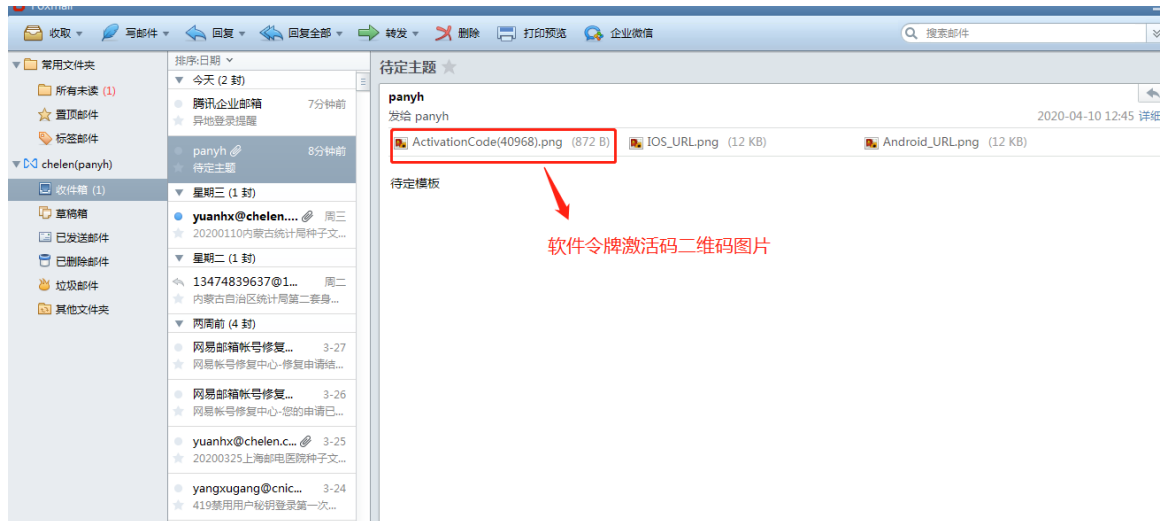 Foxmail
收取 写邮件 回复 回复全部 转发 删除 打印预览 企业微信 搜索邮件
常用文件夹
所有未读 (1)
置顶邮件
标签邮件
chelen(panyh)
收件箱 (1)
草稿箱
已发送邮件
已删除邮件
垃圾邮件
其他文件夹
排序:日期
今天 (2 封)
腾讯企业邮箱 7分钟前
异地登录提醒
panyh 8分钟前
待定主题
星期三 (1 封)
yuanhx@chelen.... 周三
20200110内蒙古统计局种子文...
星期二 (1 封)
13474839637@1... 周二
内蒙古自治区统计局第二套身...
两周前 (4 封)
网易邮箱帐号修复... 3-27
网易帐号修复中心-修复申请结...
网易邮箱帐号修复... 3-26
网易帐号修复中心-您的申请已...
yuanhx@chelen.c... 3-25
20200325上海邮电医院种子文...
yangxugang@cnic... 3-24
419禁用用户秘钥登录第一次...
待定主题
panyh
发给 panyh 2020-04-10 12:45 详细
ActivationCode(40968).png (872 B) IOS_URL.png (12 KB) Android_URL.png (12 KB)
待定模板
软件令牌激活码二维码图片